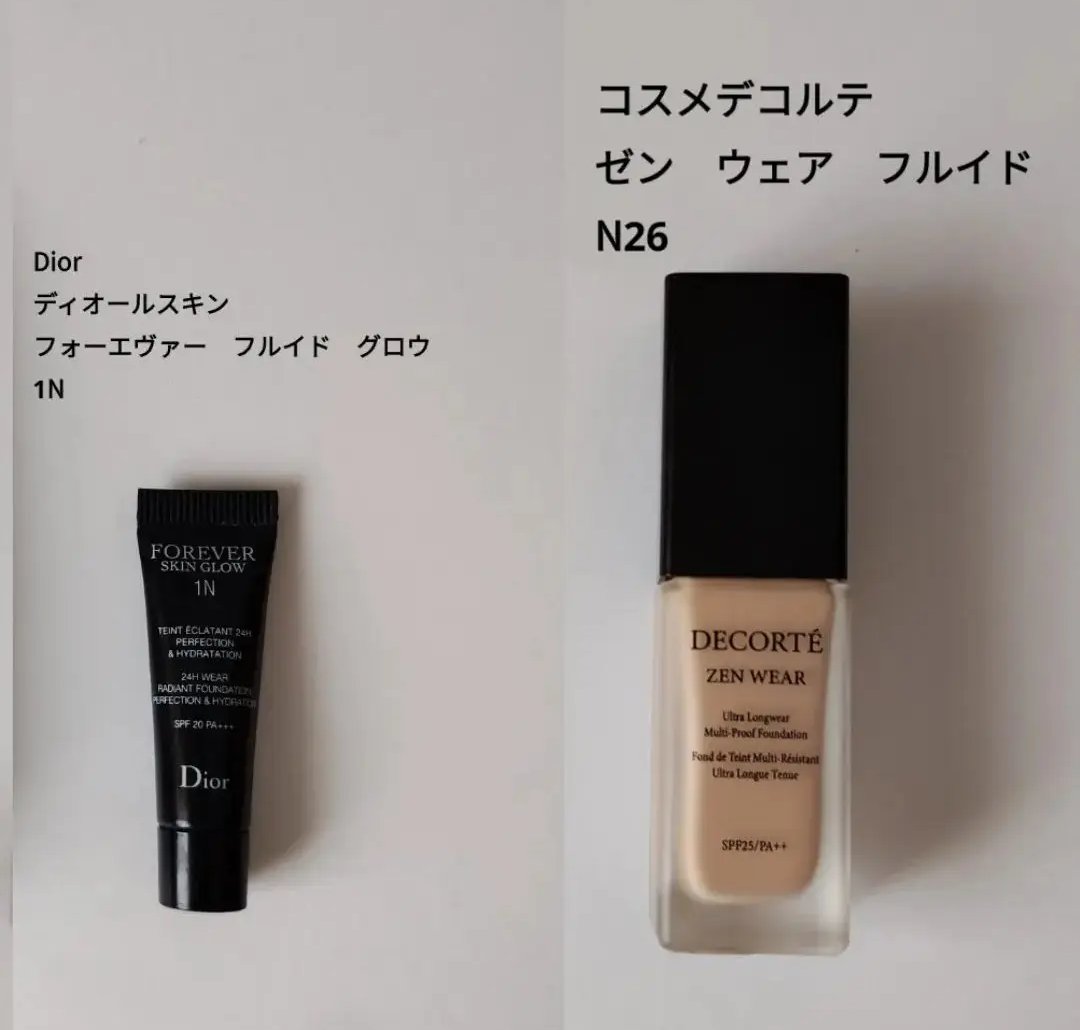 Dior
ディオールスキン
フォーエヴァー　フルイド　グロウ
1N
FOREVER
SKIN GLOW
1N
TEINT ÉCLATANT 24H
PERFECTION
& HYDRATATION
24H WEAR
RADIANT FOUNDATION
PERFECTION & HYDRATION
SPF 20 PA+++
Dior
コスメデコルテ
ゼン　ウェア　フルイド
N26
DECORTÉ
ZEN WEAR
Ultra Longwear
Multi-Proof Foundation
Fond de Teint Multi-Résistant
Ultra Longue Tenue
SPF25/PA++